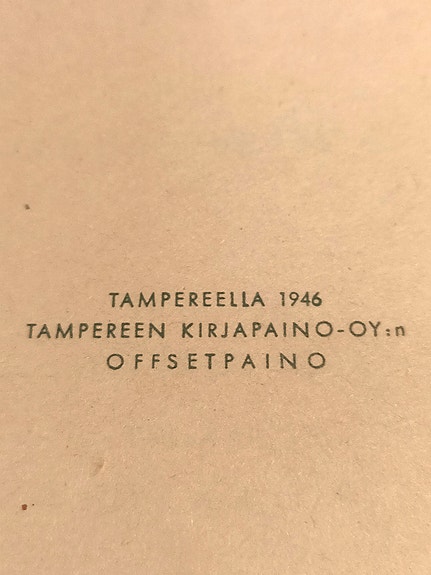 TAMPEREELLA 1946
TAMPEREEN KIRJAPAINO-OY:n
OFFSETPAINO